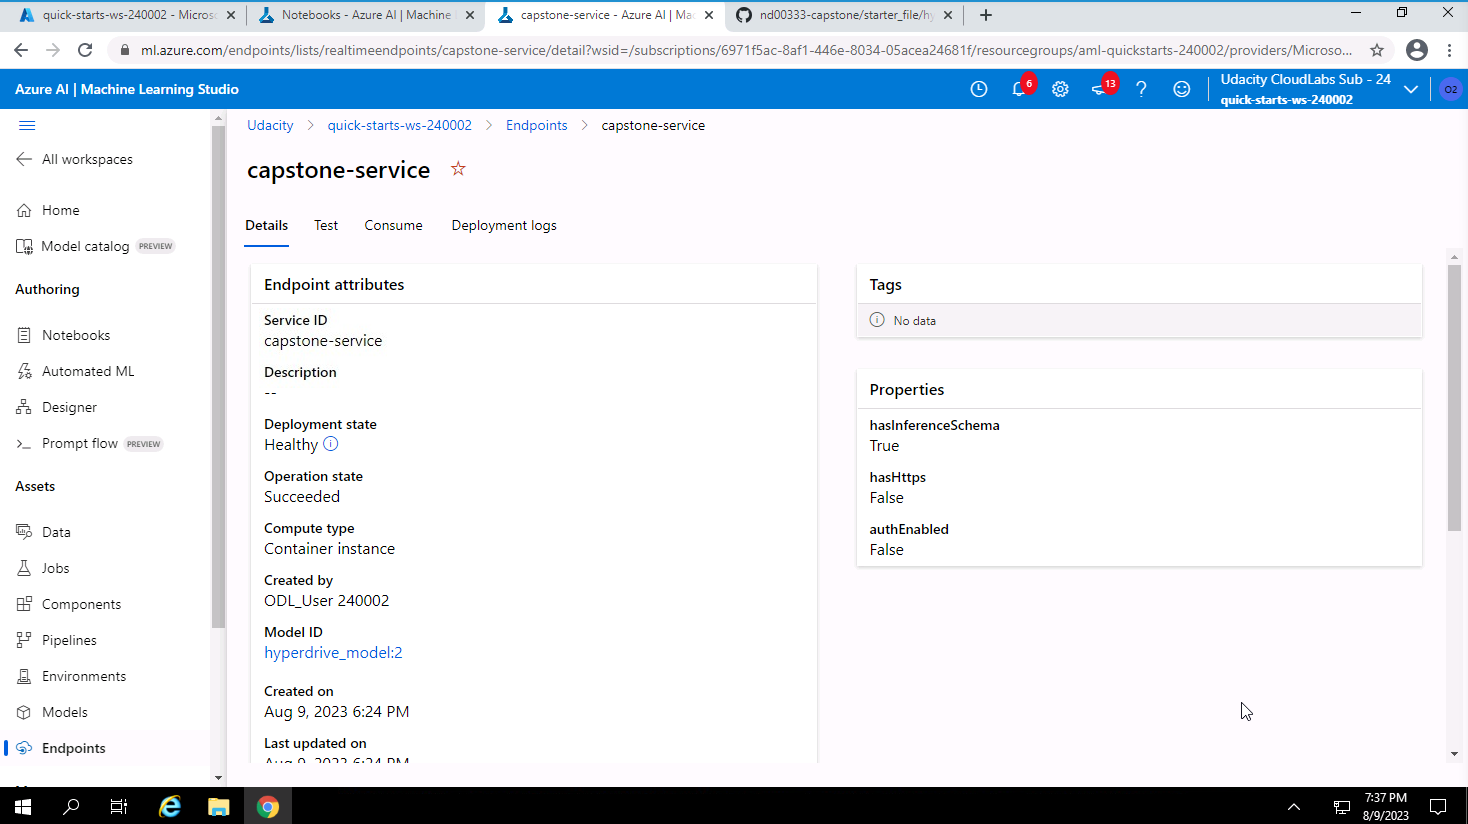 quick-starts-ws-240002 - Micros
Notebooks - Azure AI | Machine
capstone-service - Azure AI | Ma
nd00333-capstone/starter_file/hy
ml.azure.com/endpoints/lists/realtimeendpoints/capstone-service/detail?wsid=/subscriptions/6971f5ac-8af1-446e-8034-05acea24681f/resourcegroups/aml-quickstarts-240002/providers/Microso...
Azure AI | Machine Learning Studio
6
13
Udacity CloudLabs Sub - 24
quick-starts-ws-240002
O2
All workspaces
Home
Model catalog PREVIEW
Authoring
Notebooks
Automated ML
Designer
Prompt flow PREVIEW
Assets
Data
Jobs
Components
Pipelines
Environments
Models
Endpoints
Udacity > quick-starts-ws-240002 > Endpoints > capstone-service
capstone-service
Details Test Consume Deployment logs
Endpoint attributes
Service ID
capstone-service
Description
--
Deployment state
Healthy
Operation state
Succeeded
Compute type
Container instance
Created by
ODL_User 240002
Model ID
hyperdrive_model:2
Created on
Aug 9, 2023 6:24 PM
Last updated on
Aug 9, 2023 6:24 PM
Tags
No data
Properties
hasInferenceSchema
True
hasHttps
False
authEnabled
False
7:37 PM
8/9/2023